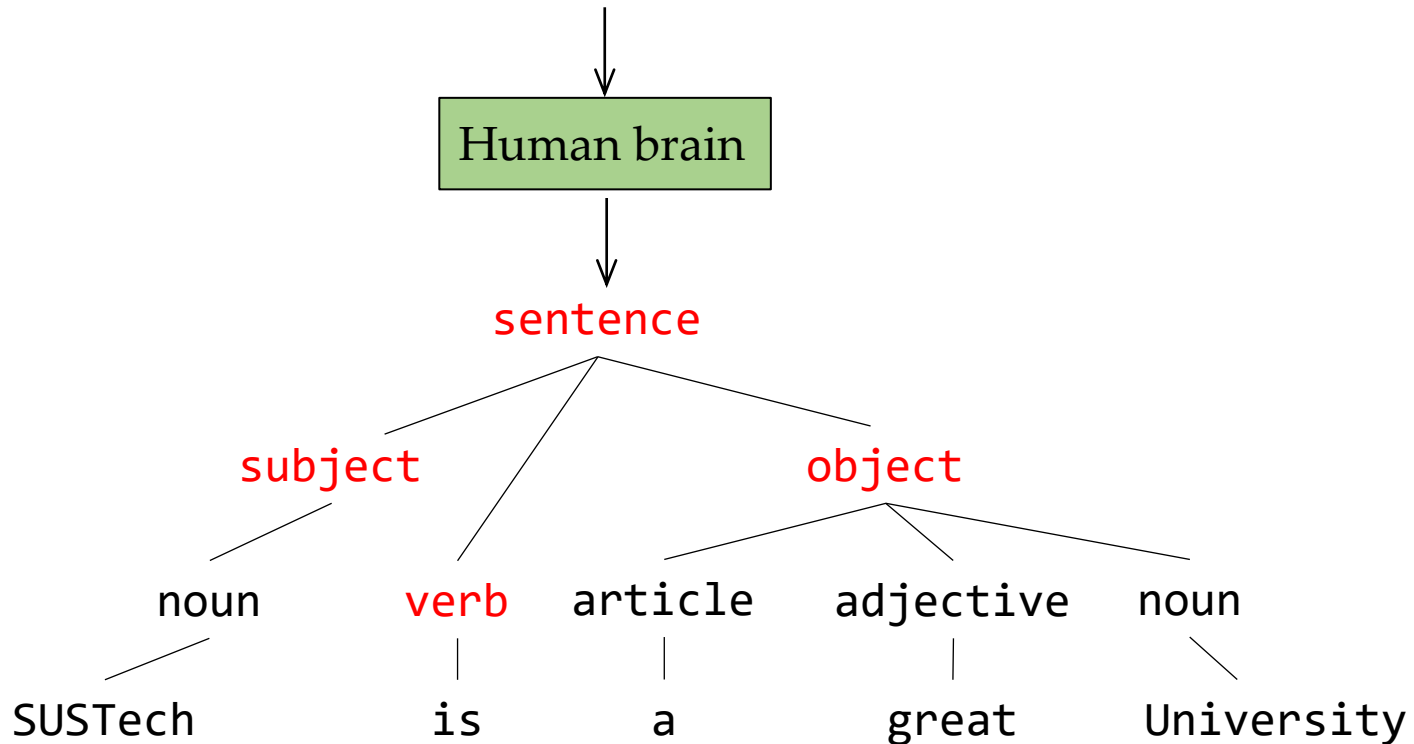 Human brain
sentence
subject object
noun verb article adjective noun
SUSTech is a great University